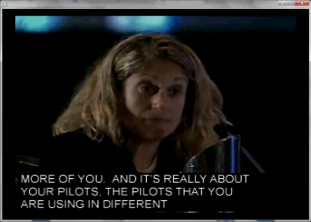 MORE OF YOU. AND IT'S REALLY ABOUT
YOUR PILOTS, THE PILOTS THAT YOU
ARE USING IN DIFFERENT